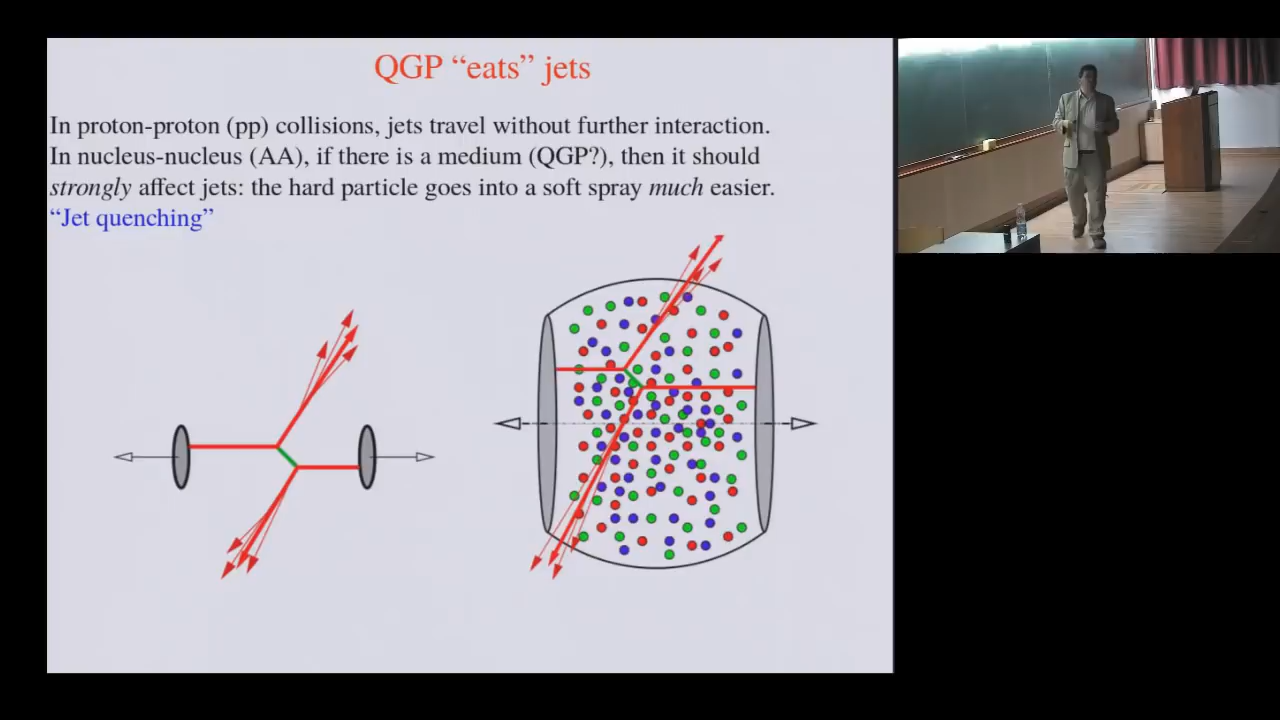 QGP “eats” jets
In proton-proton (pp) collisions, jets travel without further interaction.
In nucleus-nucleus (AA), if there is a medium (QGP?), then it should
strongly affect jets: the hard particle goes into a soft spray much easier.
“Jet quenching”